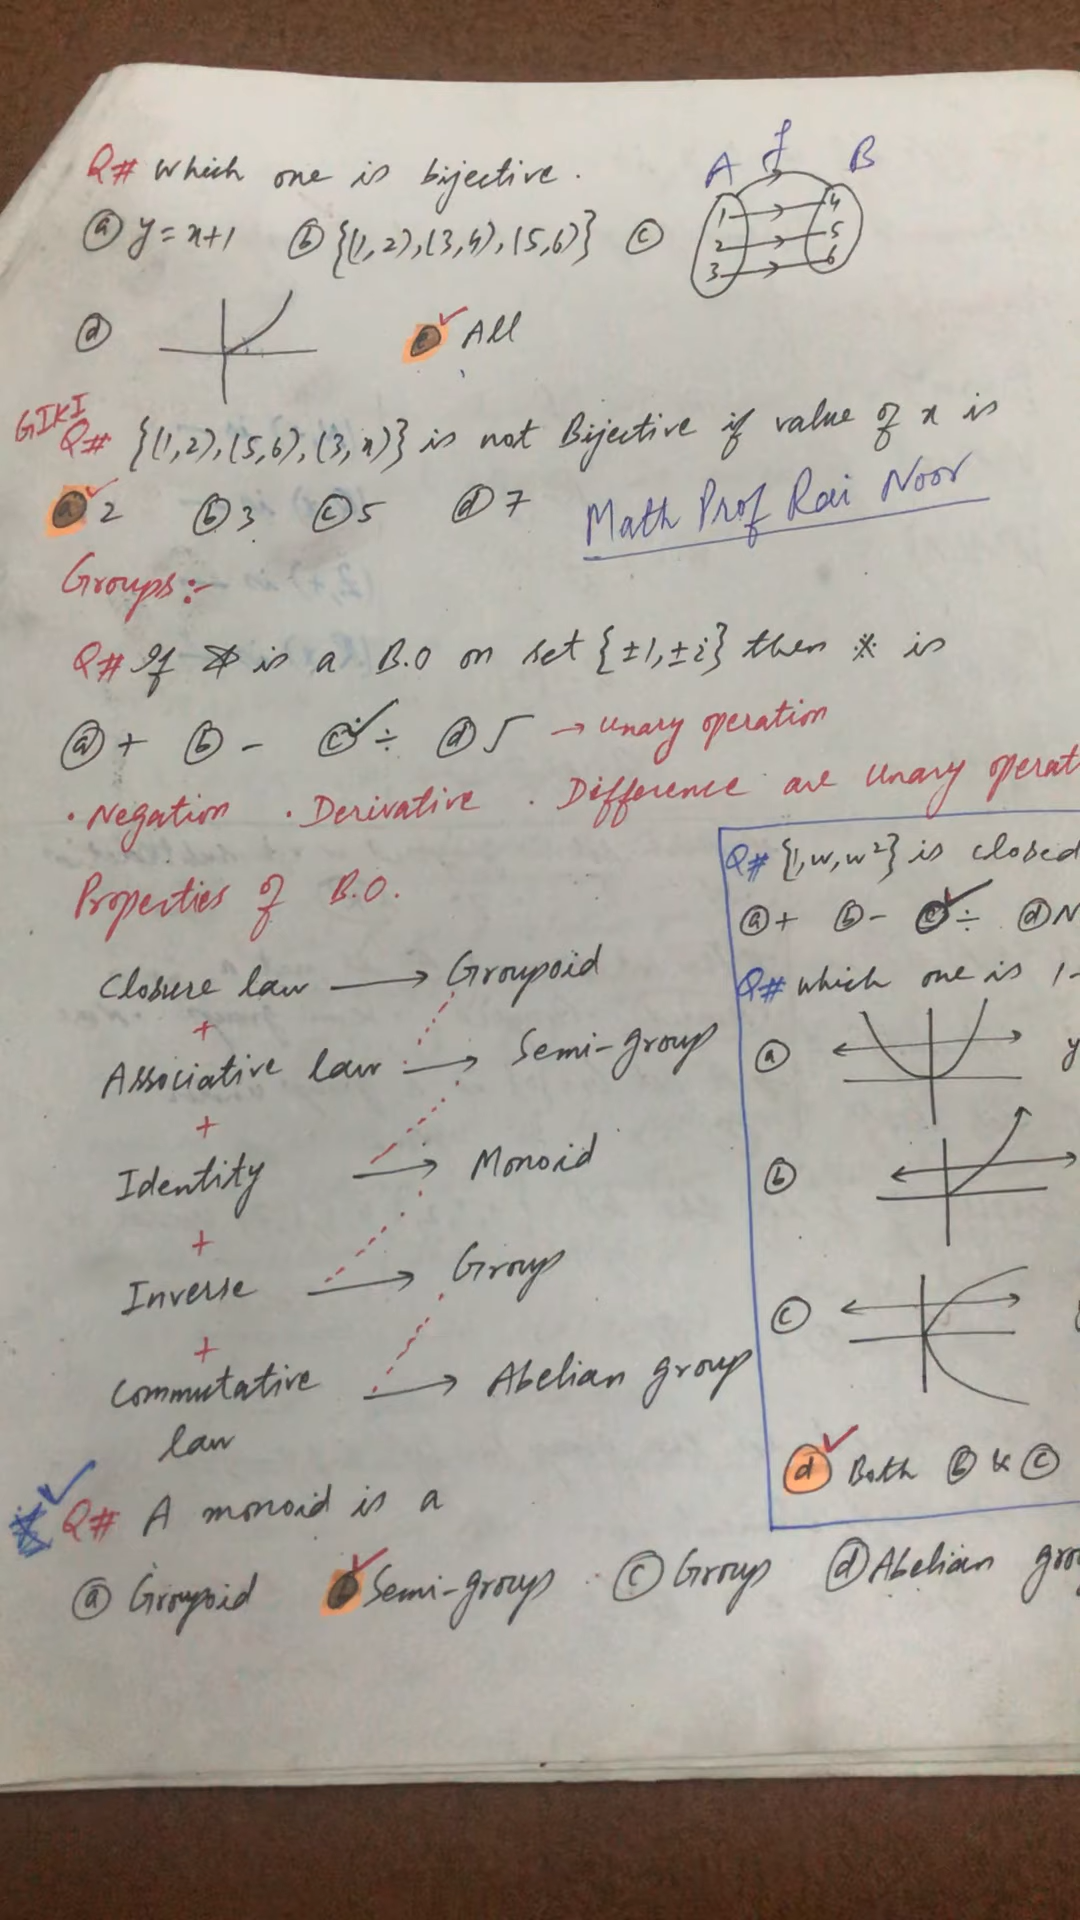 A f B
Q# Which one is bijective.
ⓐ y = x+1 ⓑ {(1,2),(3,4),(5,6)} ⓒ
1 4
2 5
3 6
ⓓ ⓔ All
GIKI
Q# {(1,2),(5,6),(3,x)} is not Bijective if value of x is
ⓐ 2 ⓑ 3 ⓒ 5 ⓓ 7
Math Prof Rai Noor
Groups:-
Q# If * is a B.O on set {±1,±i} then * is
ⓐ + ⓑ - ⓒ ÷ ⓓ √ → Unary operation
· Negation · Derivative · Difference are Unary operat
Properties of B.O.
Closure law → Groupoid
+
Associative law → Semi-group
+
Identity → Monoid
+
Inverse → Group
+
Commutative → Abelian group
law
Q# {1,w,w²} is closed
ⓐ + ⓑ - ⓒ ÷ ⓓ N
Q# Which one is 1-
ⓐ y
ⓑ
ⓒ
ⓓ Both ⓑ & ⓒ
Q# A monoid is a
ⓐ Groupoid ⓑ Semi-group ⓒ Group ⓓ Abelian gro